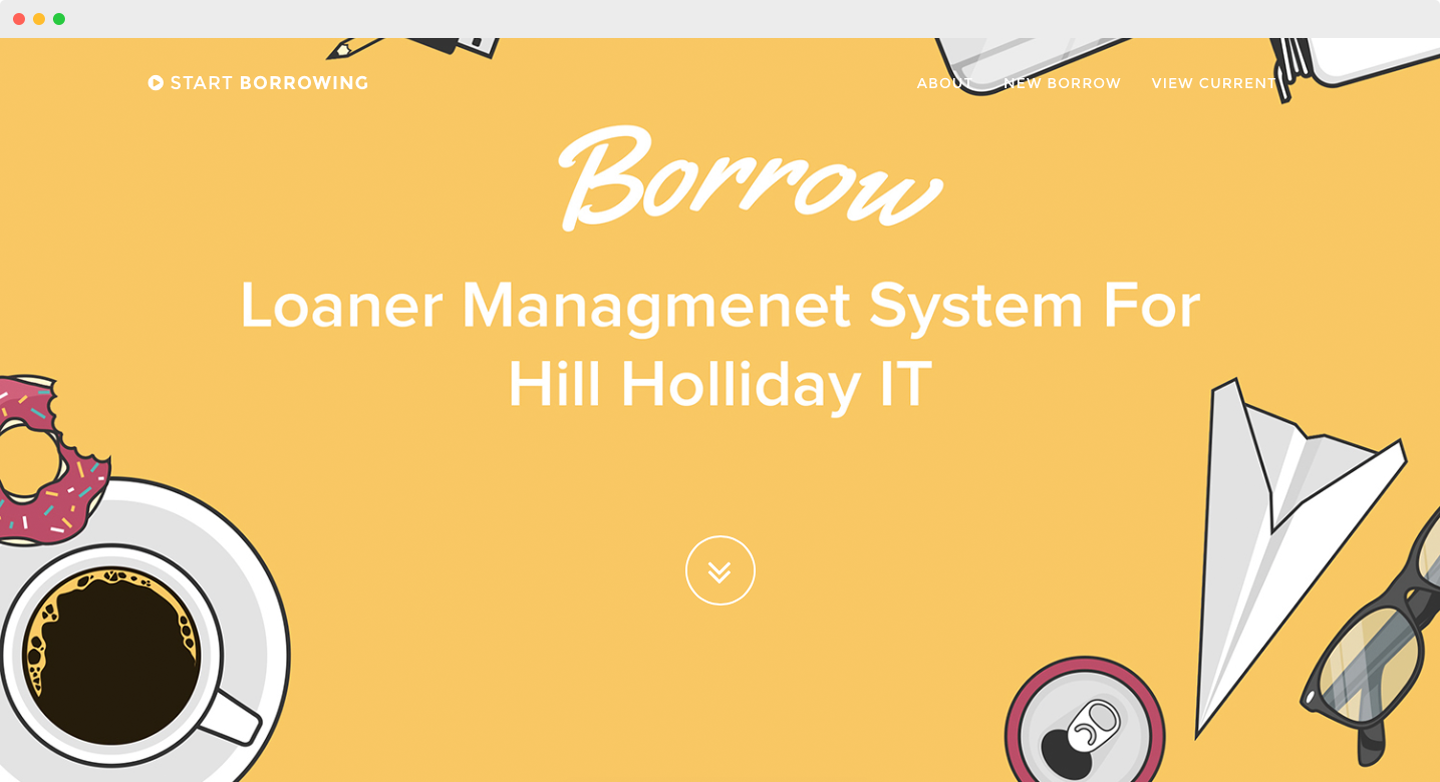 START BORROWING
ABOUT NEW BORROW VIEW CURRENT
Borrow
Loaner Managmenet System For
Hill Holliday IT